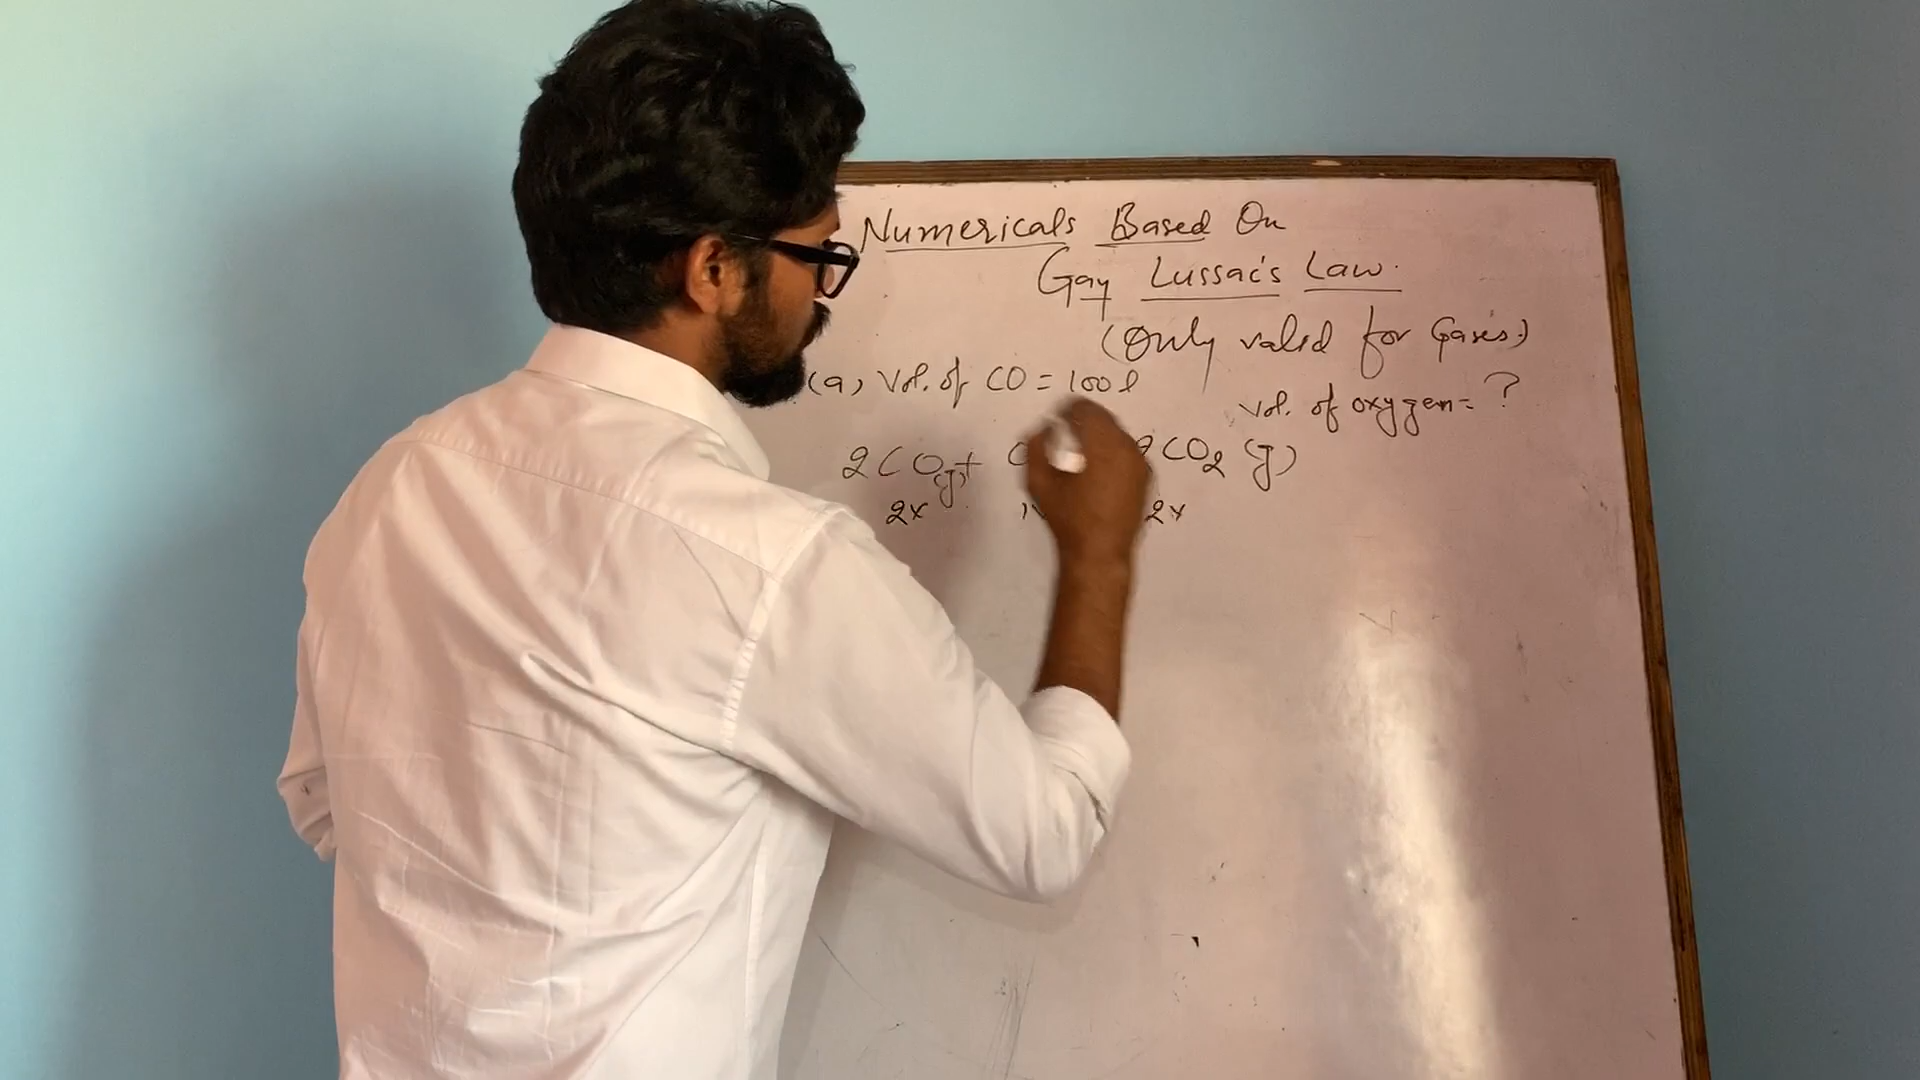 Numericals Based On
Gay Lussac's Law.
(Only valid for Gases.)
(a) Vol. of CO = 100 l
Vol. of oxygen = ?
2CO(g) + 2CO2 (g)
2x 2x